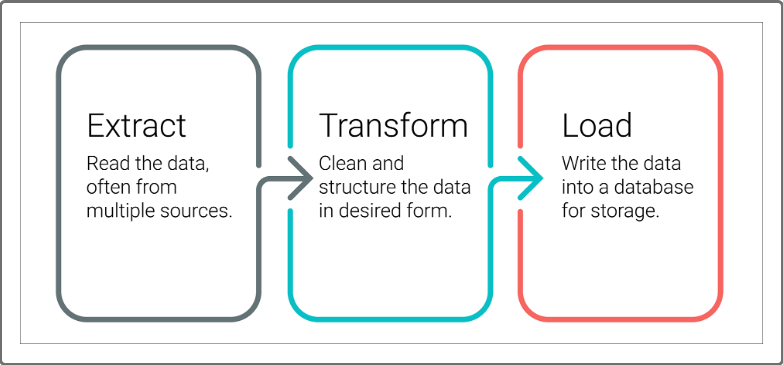 Extract
Read the data,
often from
multiple sources.
Transform
Clean and
structure the data
in desired form.
Load
Write the data
into a database
for storage.